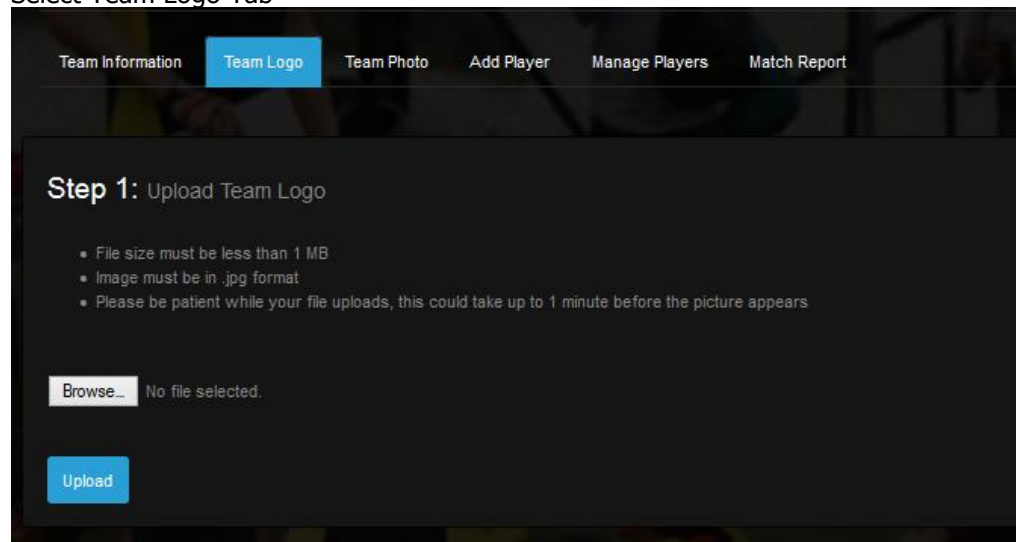 Select Team Logo Tab
Team Information Team Logo Team Photo Add Player Manage Players Match Report
Step 1: Upload Team Logo
• File size must be less than 1 MB
• Image must be in .jpg format
• Please be patient while your file uploads, this could take up to 1 minute before the picture appears
Browse... No file selected.
Upload